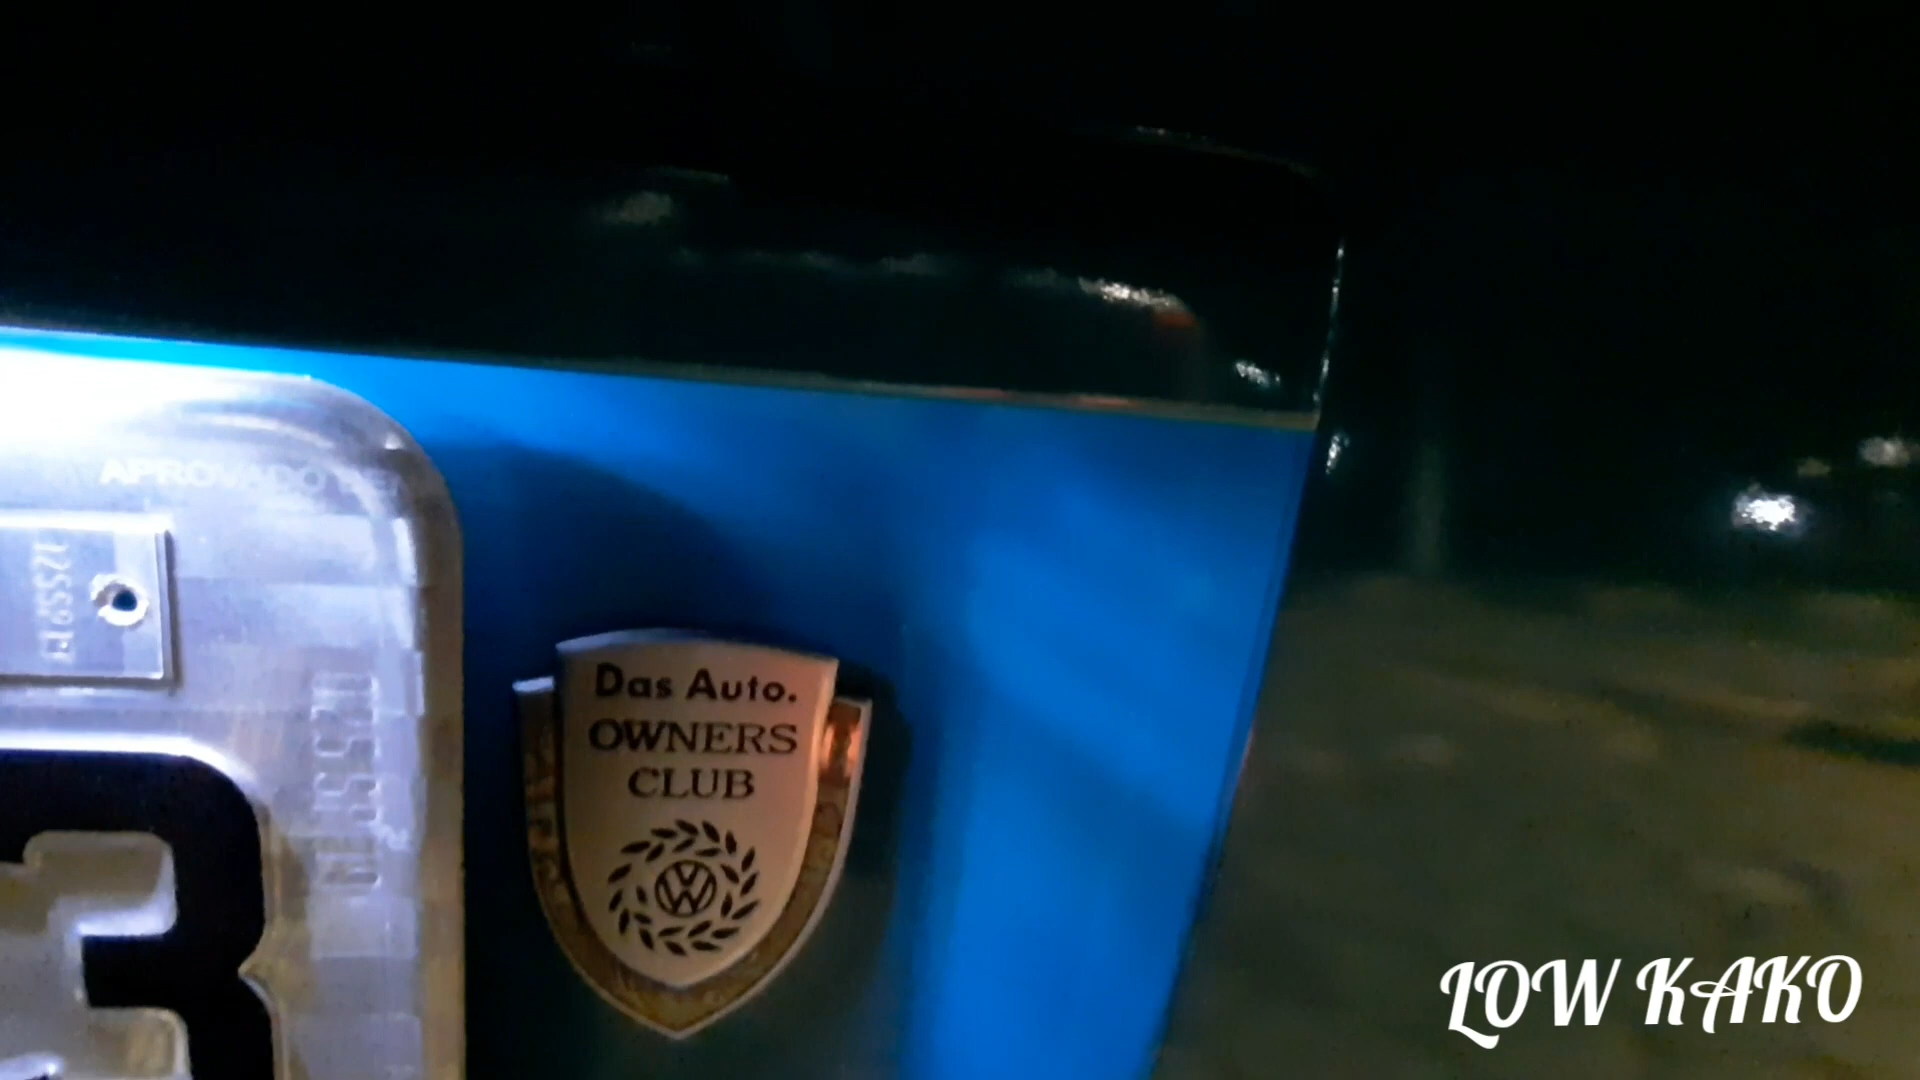 APROVADO
Das Auto.
OWNERS
CLUB
3
LOW KAKO